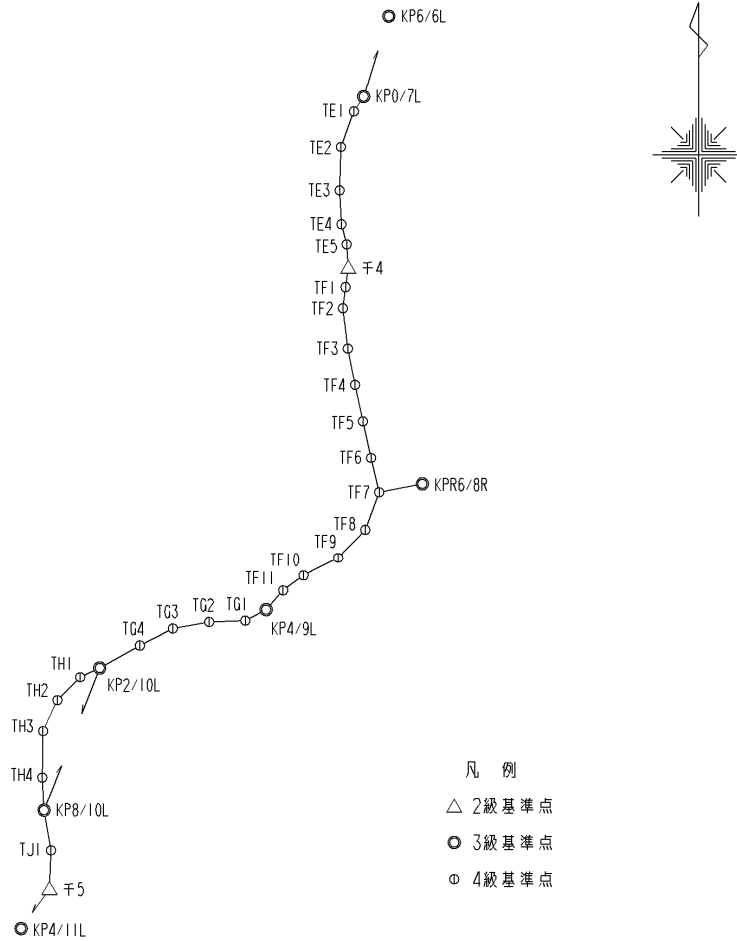 KP6/6L
KP0/7L
TE1
TE2
TE3
TE4
TE5
千4
TF1
TF2
TF3
TF4
TF5
TF6
TF7
KPR6/8R
TF8
TF9
TF10
TF11
KP4/9L
TG1
TG2
TG3
TG4
KP2/10L
TH1
TH2
TH3
TH4
KP8/10L
TJ1
千5
KP4/11L
凡 例
2級基準点
3級基準点
4級基準点